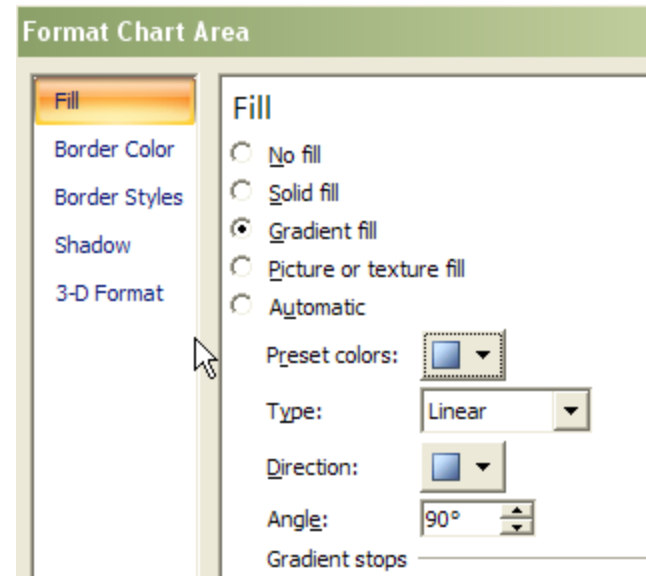 Format Chart Area
Fill
Border Color
Border Styles
Shadow
3-D Format
Fill
No fill
Solid fill
Gradient fill
Picture or texture fill
Automatic
Preset colors:
Type: Linear
Direction:
Angle: 90°
Gradient stops